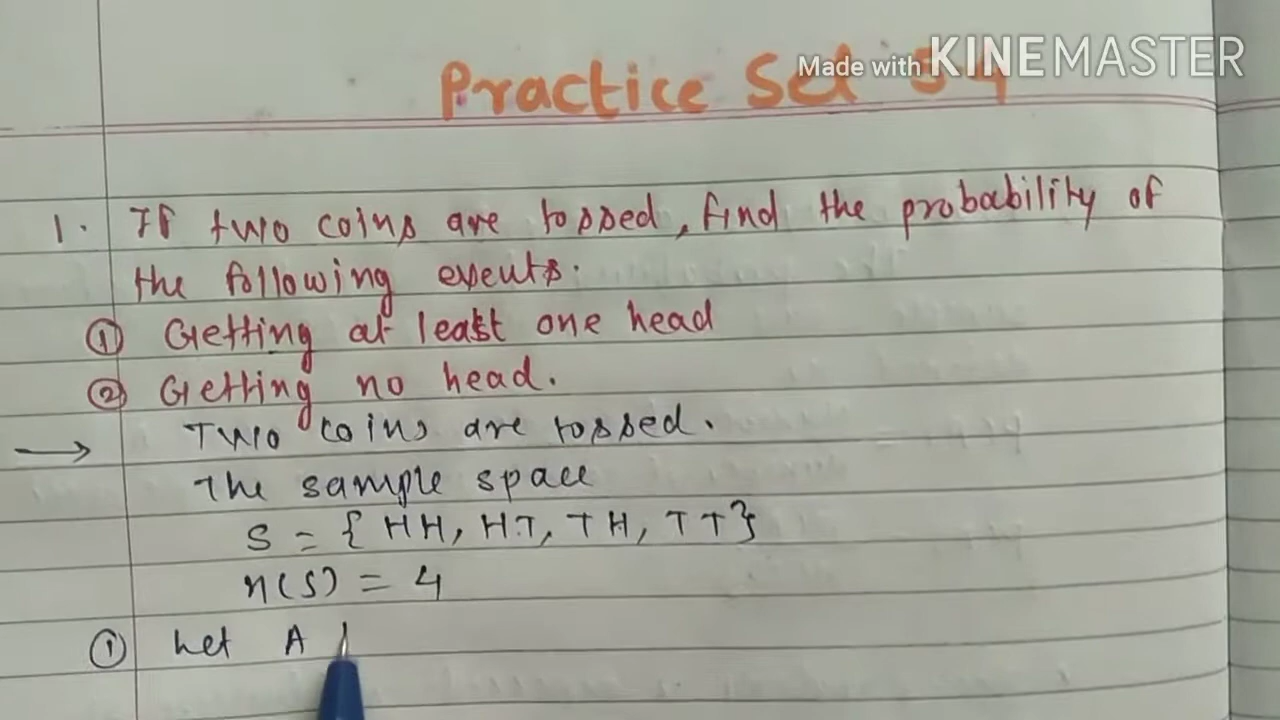 Made with KINEMASTER
Practice Set 5.4
1. If two coins are tossed, find the probability of
the following events.
① Getting at least one head
② Getting no head.
→ Two coins are tossed.
The sample space
S = { HH, HT, TH, TT}
n(S) = 4
① Let A